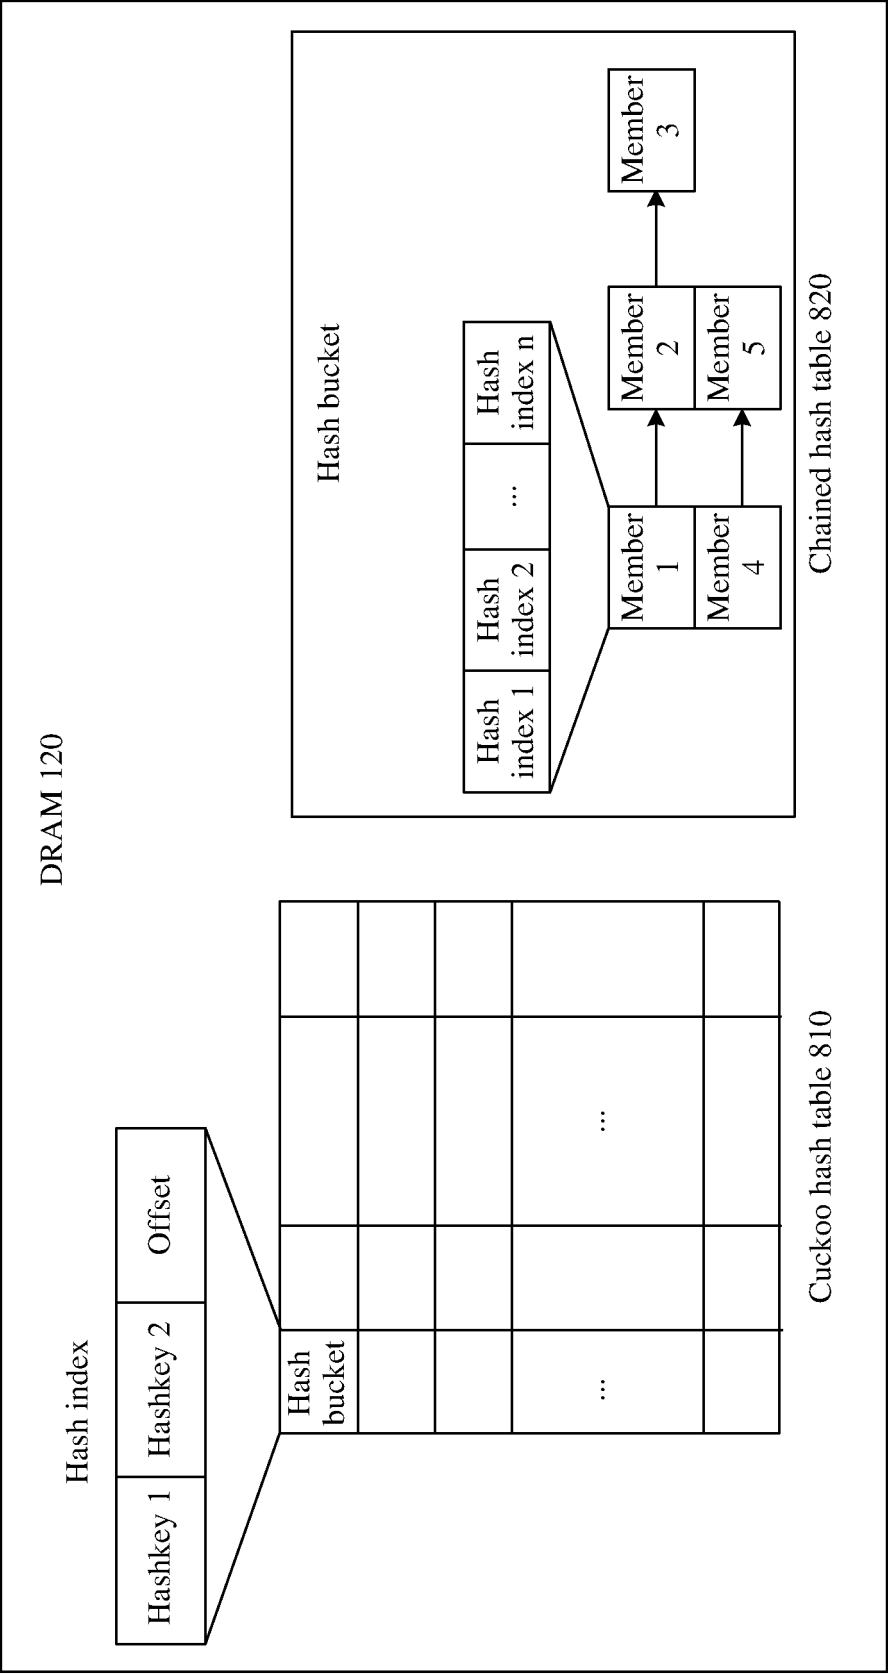 DRAM 120
Hash index
Hashkey 1
Hashkey 2
Offset
Hash
bucket
...
...
Cuckoo hash table 810
Hash bucket
Hash
index 1
Hash
index 2
...
Hash
index n
Member
1
Member
2
Member
3
Member
4
Member
5
Chained hash table 820